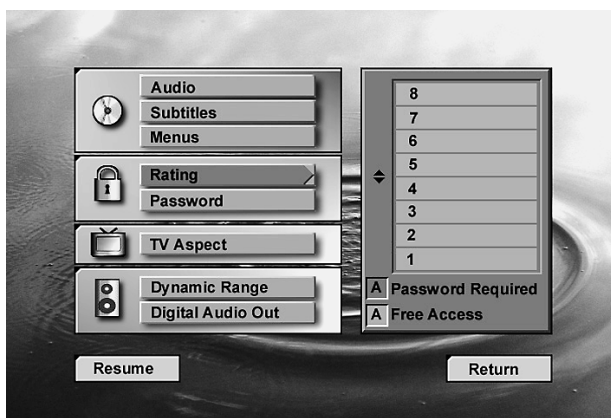 Audio
Subtitles
Menus
Rating
Password
TV Aspect
Dynamic Range
Digital Audio Out
8
7
6
5
4
3
2
1
A Password Required
A Free Access
Resume
Return